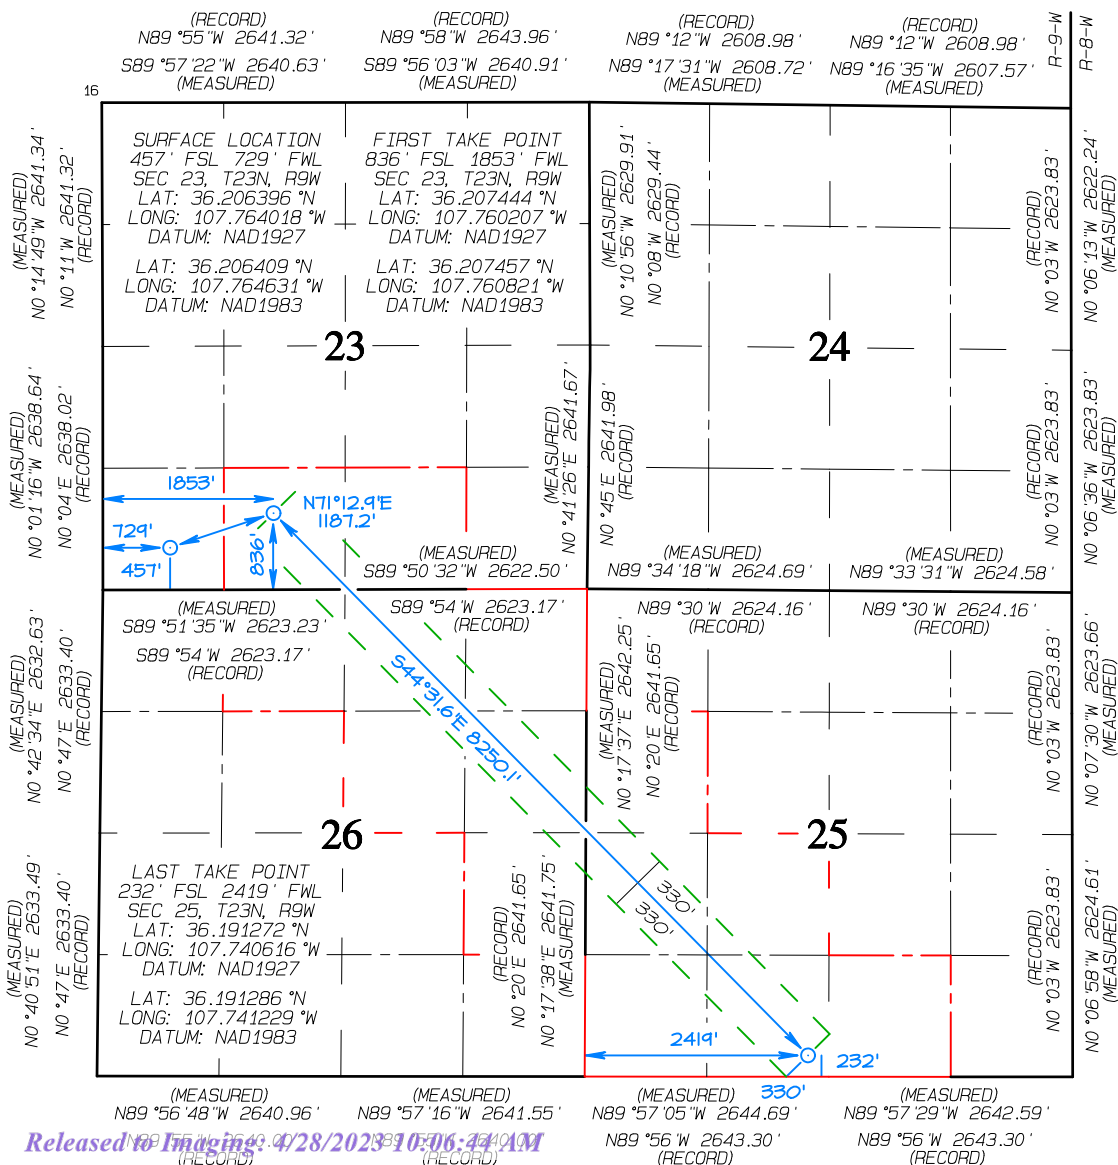 (RECORD)
N89°55"W 2641.32'
S89°57'22"W 2640.63'
(MEASURED)
(RECORD)
N89°58"W 2643.96'
S89°56'03"W 2640.91'
(MEASURED)
(RECORD)
N89°12"W 2608.98'
N89°17'31"W 2608.72'
(MEASURED)
(RECORD)
N89°12"W 2608.98'
N89°16'35"W 2607.57'
(MEASURED)
R-9-W
R-8-W
16
SURFACE LOCATION
457' FSL 729' FWL
SEC 23, T23N, R9W
LAT: 36.206396°N
LONG: 107.764018°W
DATUM: NAD1927
LAT: 36.206409°N
LONG: 107.764631°W
DATUM: NAD1983
FIRST TAKE POINT
836' FSL 1853' FWL
SEC 23, T23N, R9W
LAT: 36.207444°N
LONG: 107.760207°W
DATUM: NAD1927
LAT: 36.207457°N
LONG: 107.760821°W
DATUM: NAD1983
(MEASURED)
N0°14'49"W 2641.34'
N0°11'W 2641.32'
(RECORD)
(MEASURED)
N0°10'56"W 2629.91'
N0°08'W 2629.44'
(RECORD)
(RECORD)
N0°03'W 2623.83'
N0°06'13"W 2622.24'
(MEASURED)
23
24
(MEASURED)
N0°01'16"W 2638.64'
N0°04'E 2638.02'
(RECORD)
(MEASURED)
N0°41'26"E 2641.67'
N0°45'E 2641.98'
(RECORD)
(RECORD)
N0°03'W 2623.83'
N0°06'36"W 2623.83'
(MEASURED)
1853'
N71°12.9'E
1187.2'
729'
457'
836'
(MEASURED)
S89°50'32"W 2622.50'
(MEASURED)
N89°34'18"W 2624.69'
(MEASURED)
N89°33'31"W 2624.58'
(MEASURED)
S89°51'35"W 2623.23'
S89°54'W 2623.17'
(RECORD)
S89°54'W 2623.17'
(RECORD)
N89°30'W 2624.16'
(RECORD)
N89°30'W 2624.16'
(RECORD)
(MEASURED)
N0°42'34"E 2632.63'
N0°47'E 2633.40'
(RECORD)
S44°31.6'E 8250.1'
(MEASURED)
N0°17'37"E 2642.25'
N0°20'E 2641.65'
(RECORD)
(RECORD)
N0°03'W 2623.83'
N0°07'30"W 2623.66'
(MEASURED)
26
25
LAST TAKE POINT
232' FSL 2419' FWL
SEC 25, T23N, R9W
LAT: 36.191272°N
LONG: 107.740616°W
DATUM: NAD1927
LAT: 36.191286°N
LONG: 107.741229°W
DATUM: NAD1983
(MEASURED)
N0°40'51"E 2633.49'
N0°47'E 2633.40'
(RECORD)
(RECORD)
N0°20'E 2641.65'
N0°17'38"E 2641.75'
(MEASURED)
330'
330'
(RECORD)
N0°03'W 2623.83'
N0°06'58"W 2624.61'
(MEASURED)
2419'
232'
330'
(MEASURED)
N89°56'48"W 2640.96'
(RECORD)
(MEASURED)
N89°57'16"W 2641.55'
(RECORD)
(MEASURED)
N89°57'05"W 2644.69'
N89°56'W 2643.30'
(RECORD)
(MEASURED)
N89°57'29"W 2642.59'
N89°56'W 2643.30'
(RECORD)
Released to Imaging: 4/28/2023 10:06:44 AM